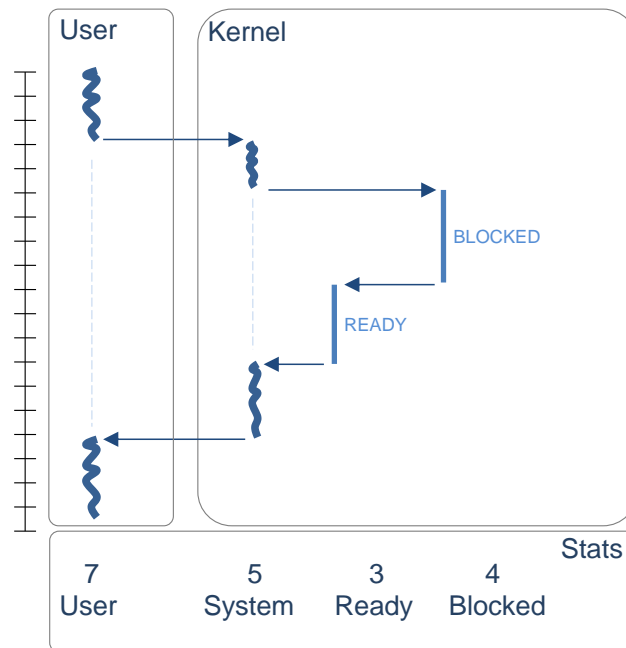 User
Kernel
BLOCKED
READY
Stats
7 5 3 4
User System Ready Blocked